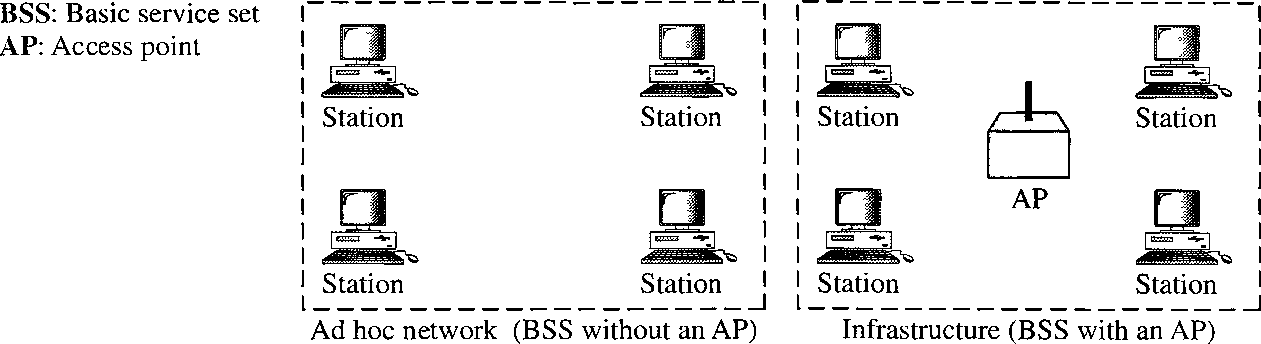 BSS: Basic service set
AP: Access point
Station
Station
Station
Station
AP
Station
Station
Station
Station
Ad hoc network (BSS without an AP)
Infrastructure (BSS with an AP)